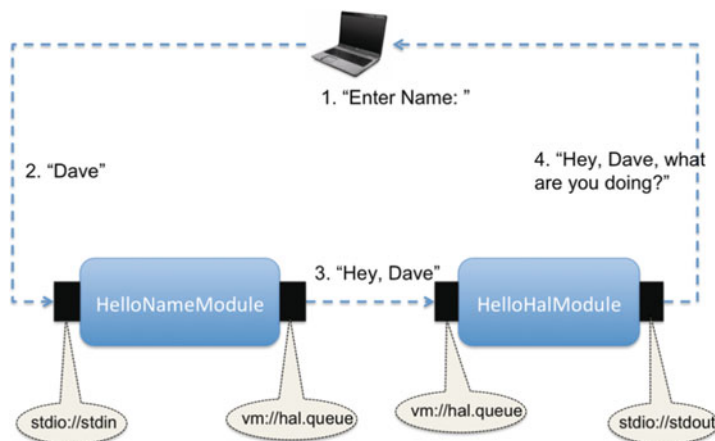 1. “Enter Name: ”
2. “Dave”
4. “Hey, Dave, what
are you doing?”
3. “Hey, Dave”
HelloNameModule
HelloHalModule
stdio://stdin
vm://hal.queue
vm://hal.queue
stdio://stdout